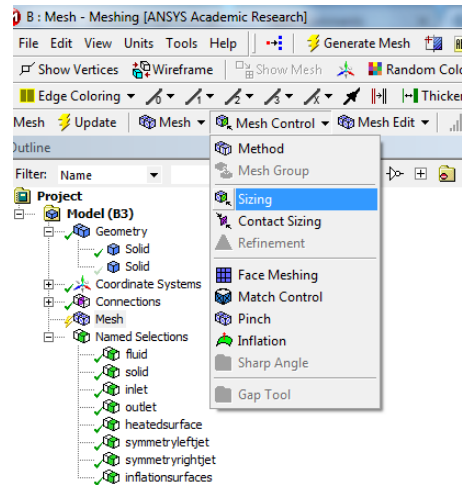 B : Mesh - Meshing [ANSYS Academic Research]
File Edit View Units Tools Help Generate Mesh
Show Vertices Wireframe Show Mesh Random Colo
Edge Coloring Thicken
Mesh Update Mesh Mesh Control Mesh Edit
Outline
Filter: Name
Project
Model (B3)
Geometry
Solid
Solid
Coordinate Systems
Connections
Mesh
Named Selections
fluid
solid
inlet
outlet
heatedsurface
symmetryleftjet
symmetryrightjet
inflationsurfaces
Method
Mesh Group
Sizing
Contact Sizing
Refinement
Face Meshing
Match Control
Pinch
Inflation
Sharp Angle
Gap Tool